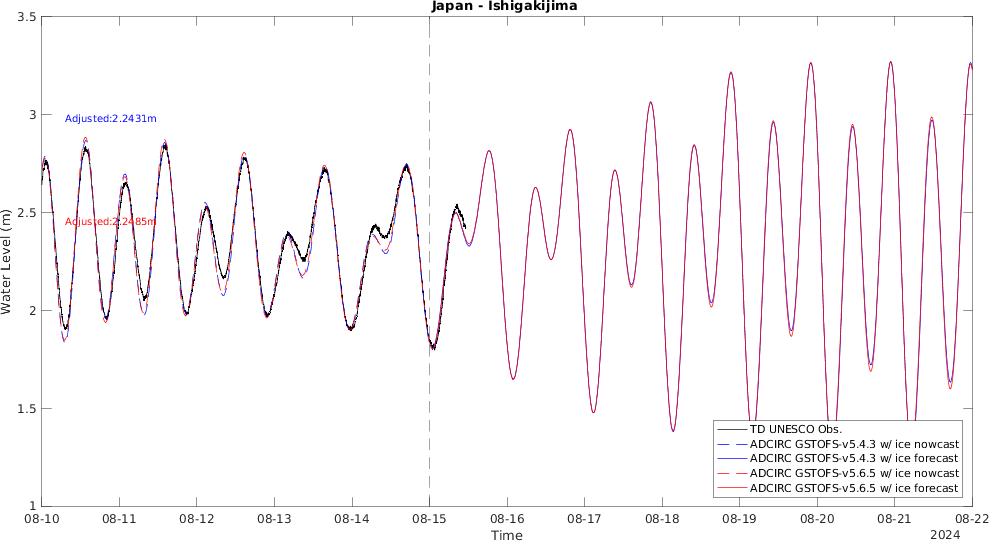 Japan - Ishigakijima
3.5
3
2.5
2
1.5
1
Water Level (m)
Adjusted:2.2431m
Adjusted:2.2485m
TD UNESCO Obs.
ADCIRC GSTOFS-v5.4.3 w/ ice nowcast
ADCIRC GSTOFS-v5.4.3 w/ ice forecast
ADCIRC GSTOFS-v5.6.5 w/ ice nowcast
ADCIRC GSTOFS-v5.6.5 w/ ice forecast
08-10 08-11 08-12 08-13 08-14 08-15 08-16 08-17 08-18 08-19 08-20 08-21 08-22
Time
2024